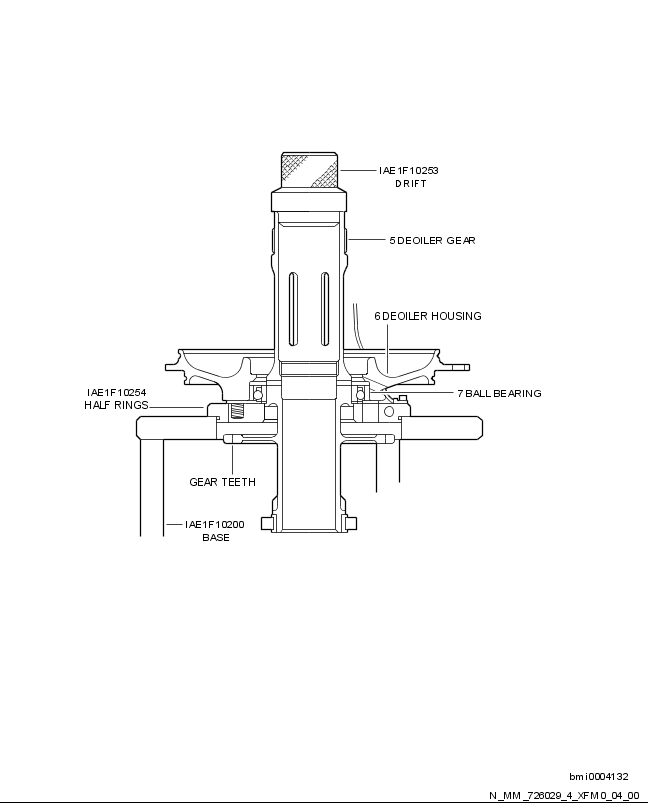 IAE1F10253
DRIFT
5 DEOILER GEAR
6 DEOILER HOUSING
IAE1F10254
HALF RINGS
7 BALL BEARING
GEAR TEETH
IAE1F10200
BASE
bmi0004132
N_MM_726029_4_XFM0_04_00